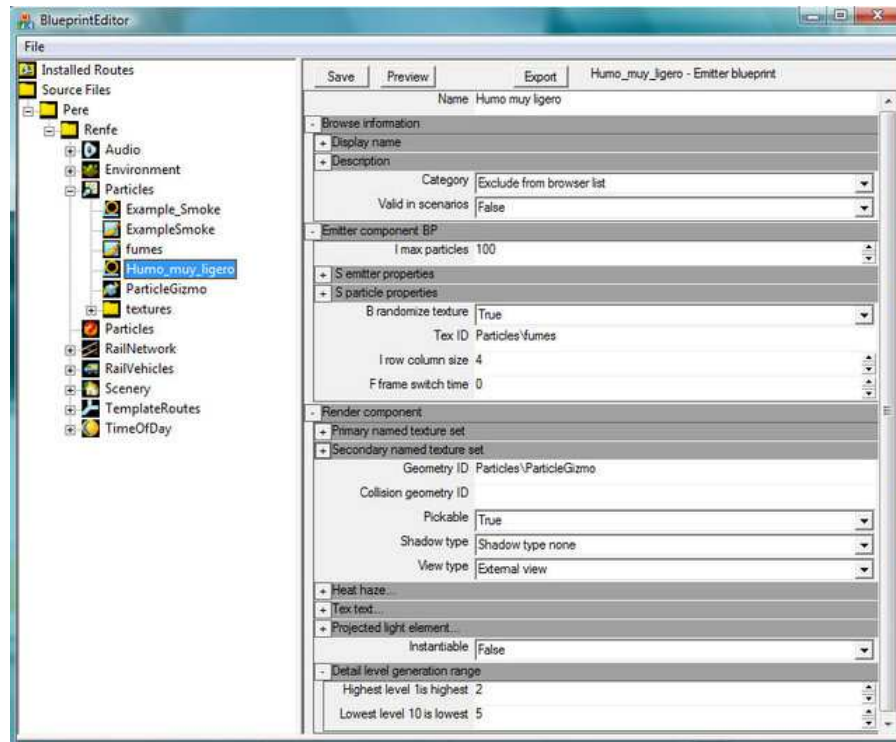 BlueprintEditor
File
Installed Routes
Source Files
Pere
Renfe
Audio
Environment
Particles
Example_Smoke
ExampleSmoke
fumes
Humo_muy_ligero
ParticleGizmo
textures
Particles
RailNetwork
RailVehicles
Scenery
TemplateRoutes
TimeOfDay
Save Preview Export Humo_muy_ligero - Emitter blueprint
Name Humo muy ligero
- Browse information
+ Display name
+ Description
Category Exclude from browser list
Valid in scenarios False
- Emitter component BP
I max particles 100
+ S emitter properties
+ S particle properties
B randomize texture True
Tex ID Particles\fumes
I row column size 4
F frame switch time 0
- Render component
+ Primary named texture set
+ Secondary named texture set
Geometry ID Particles\ParticleGizmo
Collision geometry ID
Pickable True
Shadow type Shadow type none
View type External view
+ Heat haze...
+ Tex text...
+ Projected light element...
Instantiable False
- Detail level generation range
Highest level 1is highest 2
Lowest level 10 is lowest 5